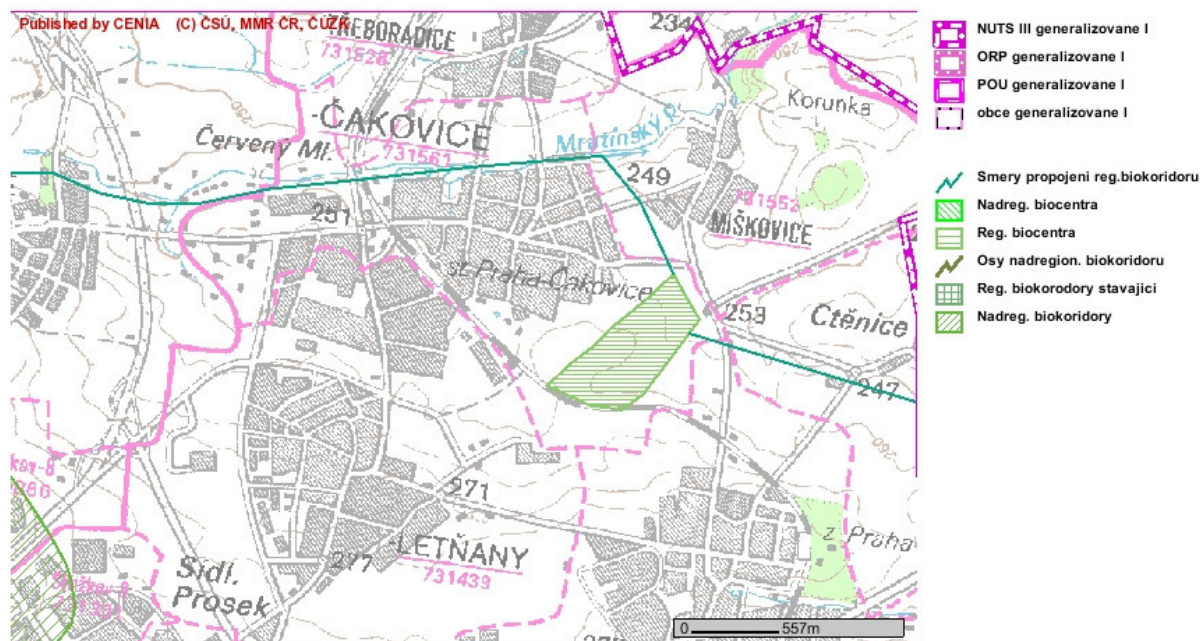 Published by CENIA (C) ČSÚ, MMR ČR, ČÚZK
TŘEBORADICE
731528
234
Korunka
ČAKOVICE
731561
Červený Ml.
Mratínský P.
249
731552
MIŠKOVICE
251
st. Praha-Čakovice
253
Ctěnice
247
260
271
LETŇANY
731439
277
Sídl.
Prosek
z. Praha
0 557m
NUTS III generalizovane I
ORP generalizovane I
POU generalizovane I
obce generalizovane I
Smery propojeni reg.biokoridoru
Nadreg. biocentra
Reg. biocentra
Osy nadregion. biokoridoru
Reg. biokorodory stavajici
Nadreg. biokoridory